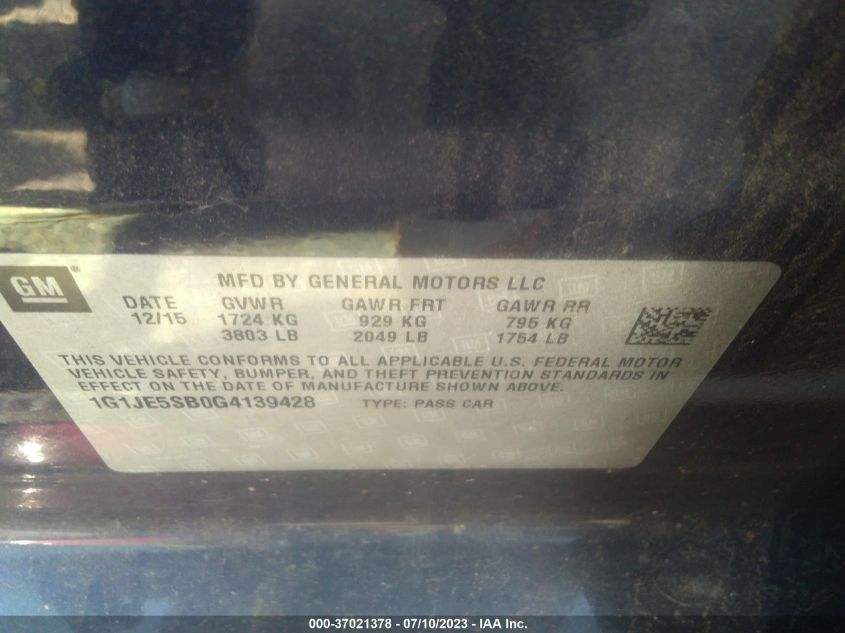 GM ®
MFD BY GENERAL MOTORS LLC
DATE GVWR GAWR FRT GAWR RR
12/15 1724 KG 929 KG 795 KG
3803 LB 2049 LB 1754 LB
THIS VEHICLE CONFORMS TO ALL APPLICABLE U.S. FEDERAL MOTOR
VEHICLE SAFETY, BUMPER, AND THEFT PREVENTION STANDARDS IN
EFFECT ON THE DATE OF MANUFACTURE SHOWN ABOVE.
1G1JE5SB0G4139428 TYPE: PASS CAR
000-37021378 - 07/10/2023 - IAA Inc.